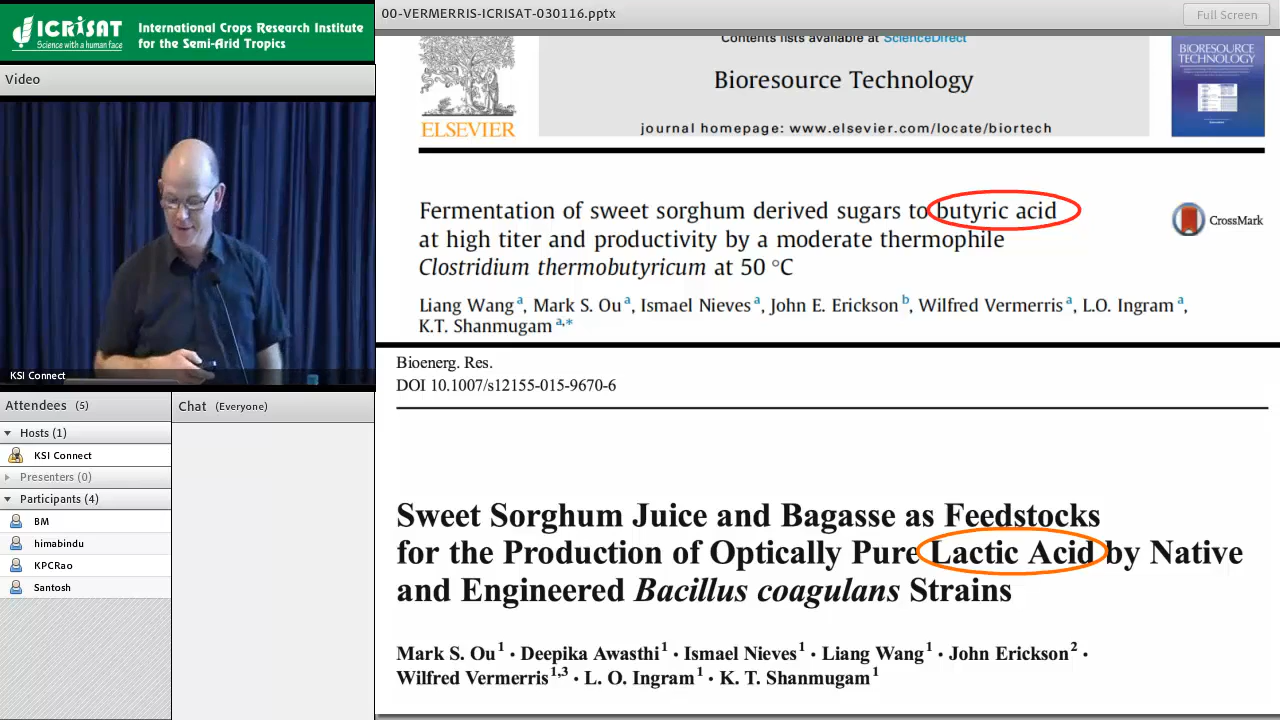 ICRISAT
Science with a human face
International Crops Research Institute
for the Semi-Arid Tropics
00-VERMERRIS-ICRISAT-030116.pptx
Full Screen
Video
KSI Connect
Attendees (5)
Hosts (1)
KSI Connect
Presenters (0)
Participants (4)
BM
himabindu
KPCRao
Santosh
Chat (Everyone)
Contents lists available at ScienceDirect
Bioresource Technology
journal homepage: www.elsevier.com/locate/biortech
ELSEVIER
BIORESOURCE
TECHNOLOGY
Fermentation of sweet sorghum derived sugars to butyric acid
at high titer and productivity by a moderate thermophile
Clostridium thermobutyricum at 50 °C
CrossMark
Liang Wang a, Mark S. Ou a, Ismael Nieves a, John E. Erickson b, Wilfred Vermerris a, L.O. Ingram a,
K.T. Shanmugam a,*
Bioenerg. Res.
DOI 10.1007/s12155-015-9670-6
Sweet Sorghum Juice and Bagasse as Feedstocks
for the Production of Optically Pure Lactic Acid by Native
and Engineered Bacillus coagulans Strains
Mark S. Ou 1 · Deepika Awasthi 1 · Ismael Nieves 1 · Liang Wang 1 · John Erickson 2 ·
Wilfred Vermerris 1,3 · L. O. Ingram 1 · K. T. Shanmugam 1